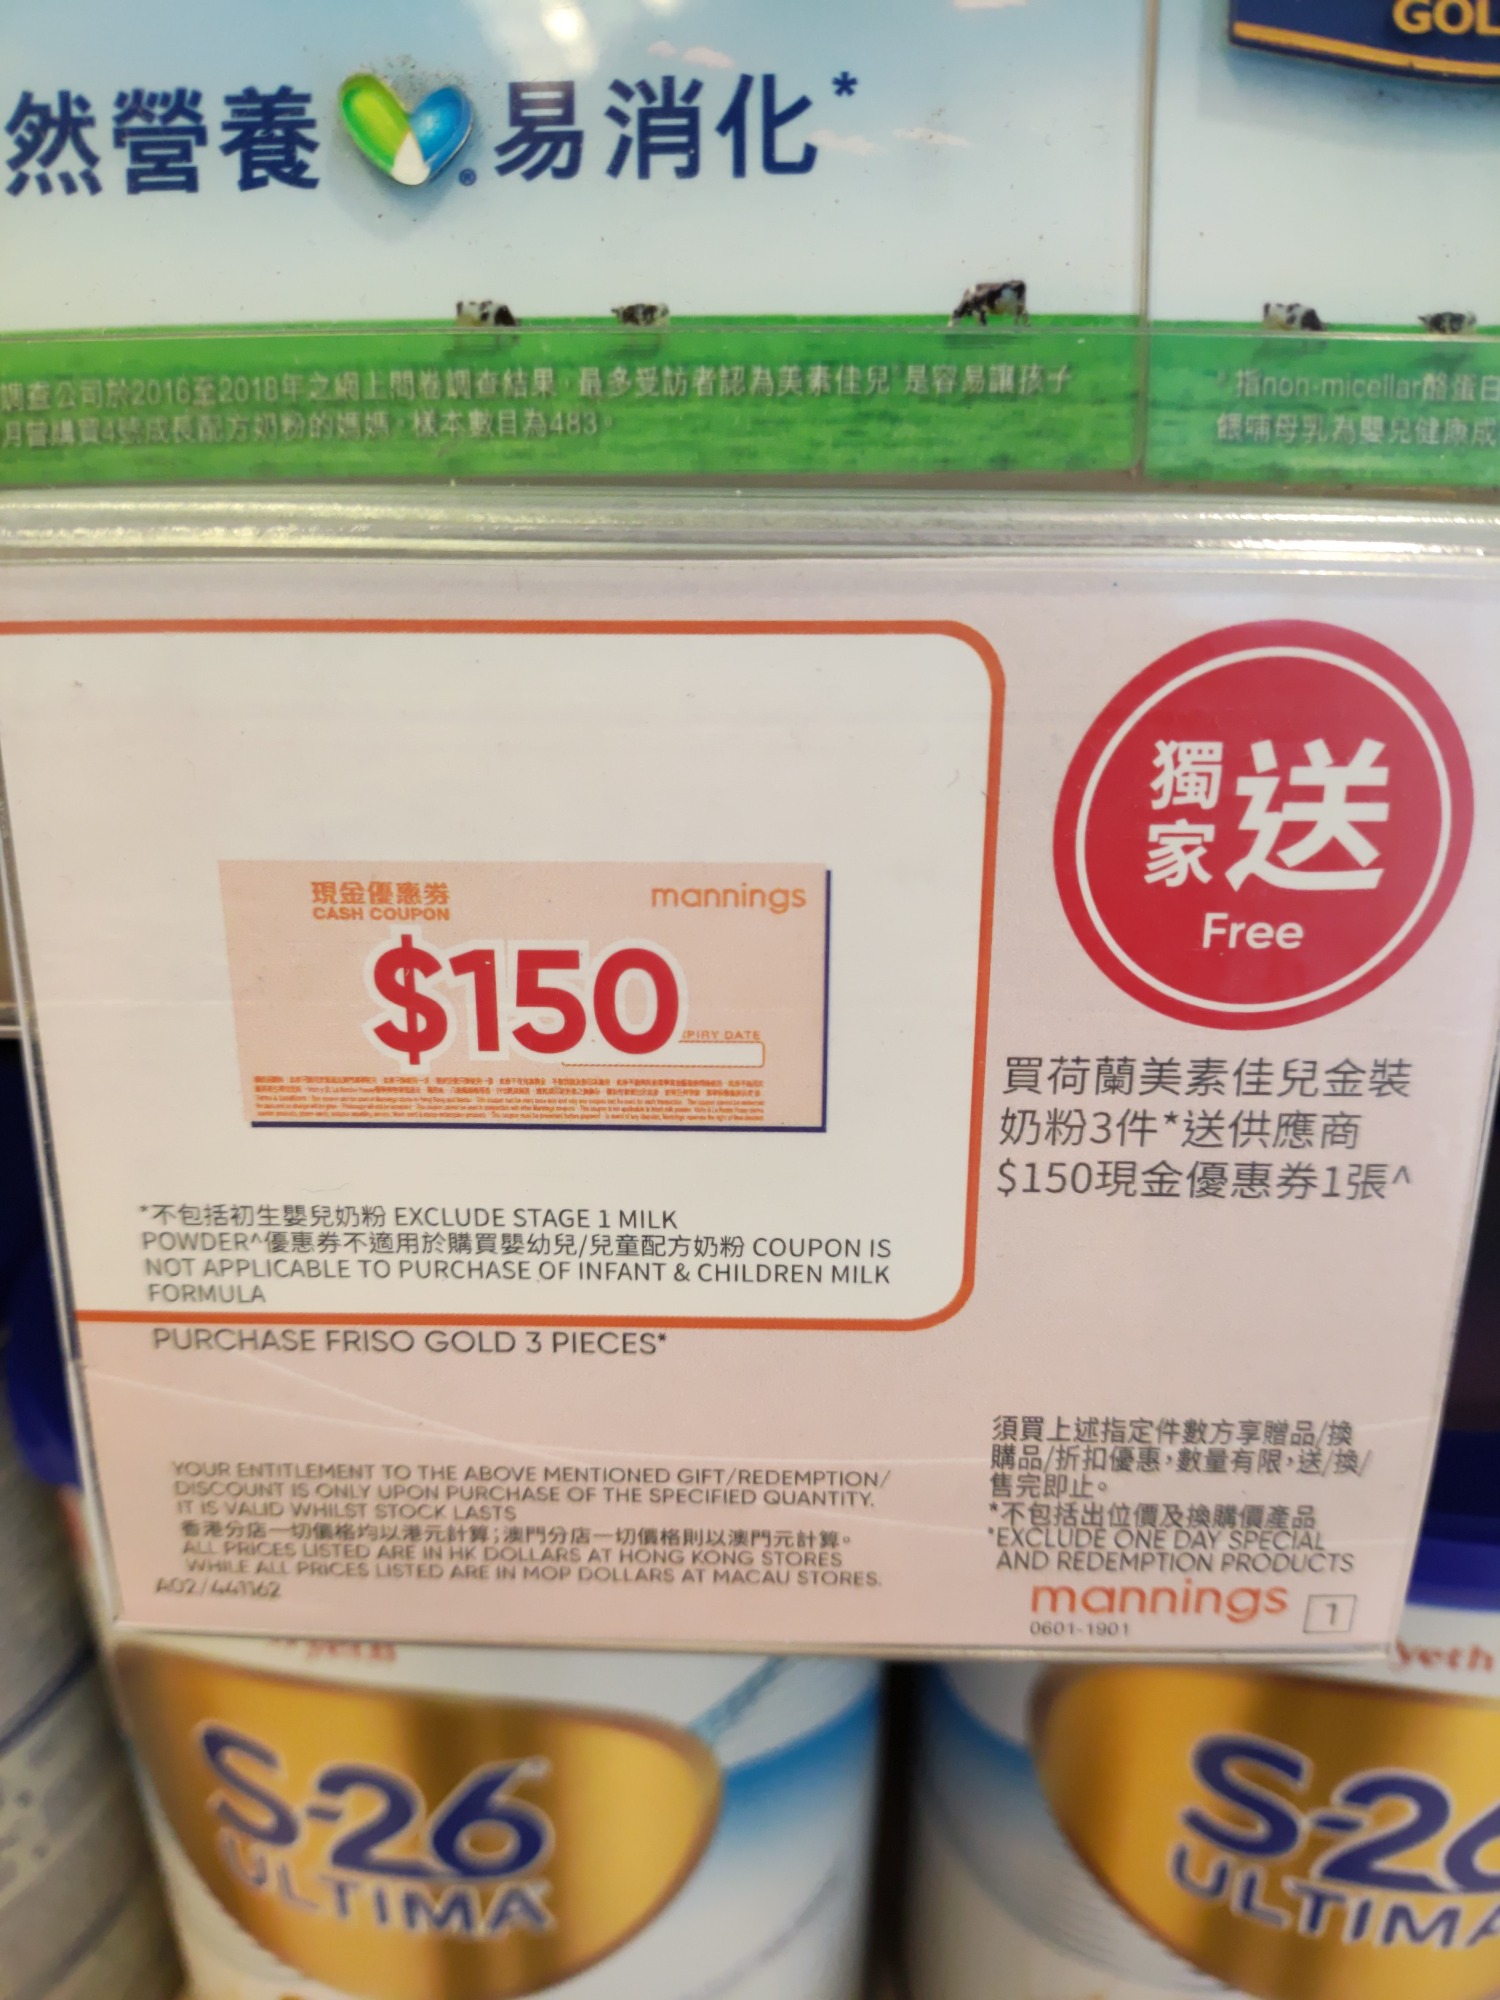 GOL
然營養 易消化*
®
調查公司於2016至2018年之網上問卷調查結果,最多受訪者認為美素佳兒 是容易讓孩子
月曾購買4號成長配方奶粉的媽媽,樣本數目為483。
指non-micellar酪蛋白
餵哺母乳為嬰兒健康成
獨家送
Free
現金優惠券
CASH COUPON
mannings
$150
PIRY DATE
買荷蘭美素佳兒金裝
奶粉3件*送供應商
$150現金優惠券1張^
*不包括初生嬰兒奶粉 EXCLUDE STAGE 1 MILK
POWDER^優惠券不適用於購買嬰幼兒/兒童配方奶粉 COUPON IS
NOT APPLICABLE TO PURCHASE OF INFANT & CHILDREN MILK
FORMULA
PURCHASE FRISO GOLD 3 PIECES*
須買上述指定件數方享贈品/換
購品/折扣優惠,數量有限,送/換/
售完即止。
*不包括出位價及換購價產品
*EXCLUDE ONE DAY SPECIAL
AND REDEMPTION PRODUCTS
mannings 1
0601-1901
YOUR ENTITLEMENT TO THE ABOVE MENTIONED GIFT/REDEMPTION/
DISCOUNT IS ONLY UPON PURCHASE OF THE SPECIFIED QUANTITY.
IT IS VALID WHILST STOCK LASTS
香港分店一切價格均以港元計算;澳門分店一切價格則以澳門元計算。
ALL PRICES LISTED ARE IN HK DOLLARS AT HONG KONG STORES
WHILE ALL PRICES LISTED ARE IN MOP DOLLARS AT MACAU STORES.
A02/441162
yeth
S-26
ULTIMA
S-26
ULTIMA